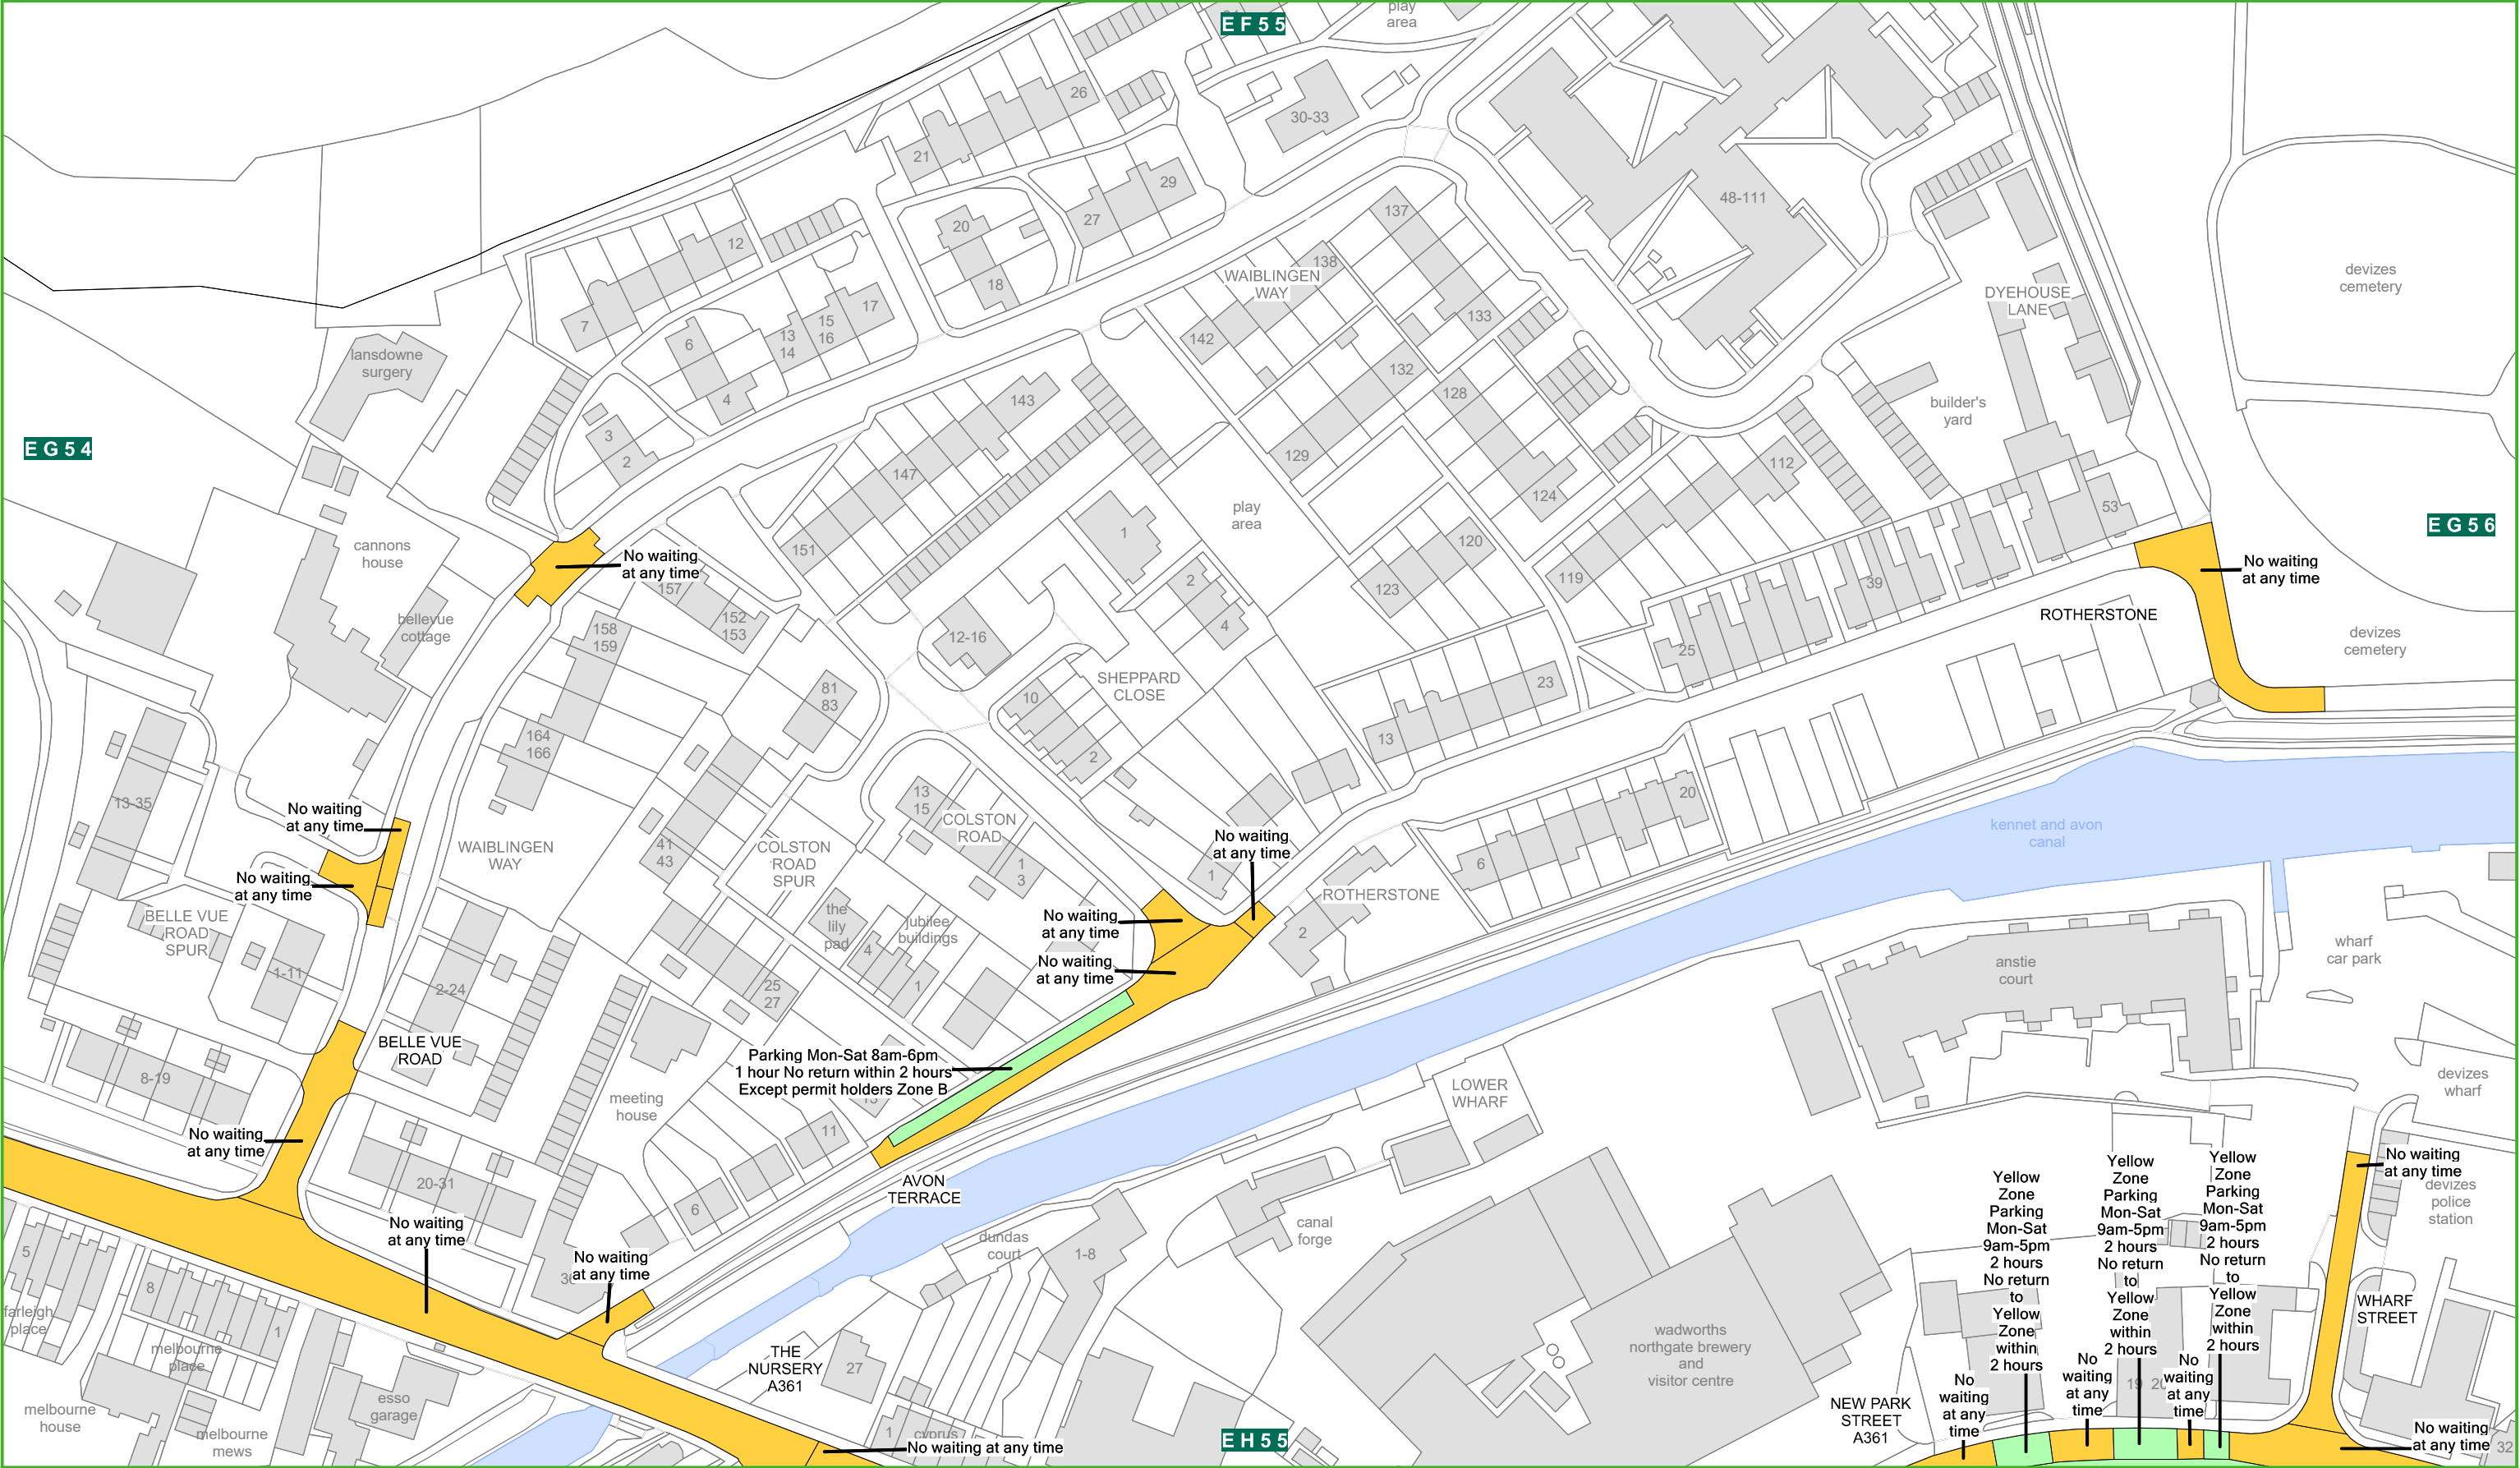 EF55
play
area
26
21
30-33
29
27
20
18
12
7
17
15
16
13
14
6
4
3
2
lansdowne
surgery
137
138
WAIBLINGEN
WAY
142
133
132
128
129
124
48-111
DYEHOUSE
LANE
devizes
cemetery
builder's
yard
112
53
EG54
EG56
143
147
151
play
area
1
2
4
120
123
119
39
25
cannons
house
bellevue
cottage
No waiting
at any time
157
152
153
158
159
164
166
81
83
12-16
10
2
SHEPPARD
CLOSE
23
13
No waiting
at any time
ROTHERSTONE
devizes
cemetery
13-35
No waiting
at any time
No waiting
at any time
BELLE VUE
ROAD
SPUR
1-11
WAIBLINGEN
WAY
2-24
41
43
COLSTON
ROAD
SPUR
13
15
COLSTON
ROAD
1
3
the
lily
pad
jubilee
buildings
4
1
25
27
No waiting
at any time
1
No waiting
at any time
No waiting
at any time
ROTHERSTONE
2
6
20
kennet and avon
canal
anstie
court
wharf
car park
devizes
wharf
BELLE VUE
ROAD
8-19
meeting
house
Parking Mon-Sat 8am-6pm
1 hour No return within 2 hours
Except permit holders Zone B
11
6
AVON
TERRACE
LOWER
WHARF
No waiting
at any time
20-31
No waiting
at any time
No waiting
at any time
5
farleigh
place
8
1
melbourne
place
melbourne
house
melbourne
mews
esso
garage
dundas
court
1-8
canal
forge
THE
NURSERY
A361
27
1
cyprus
No waiting at any time
EH55
wadworths
northgate brewery
and
visitor centre
NEW PARK
STREET
A361
No
waiting
at any
time
Yellow
Zone
Parking
Mon-Sat
9am-5pm
2 hours
No return
to
Yellow
Zone
within
2 hours
No
waiting
at any
time
Yellow
Zone
Parking
Mon-Sat
9am-5pm
2 hours
No return
to
Yellow
Zone
within
2 hours
19
No
waiting
at any
time
Yellow
Zone
Parking
Mon-Sat
9am-5pm
2 hours
No return
to
Yellow
Zone
within
2 hours
No waiting
at any time
devizes
police
station
WHARF
STREET
No waiting
at any time
32